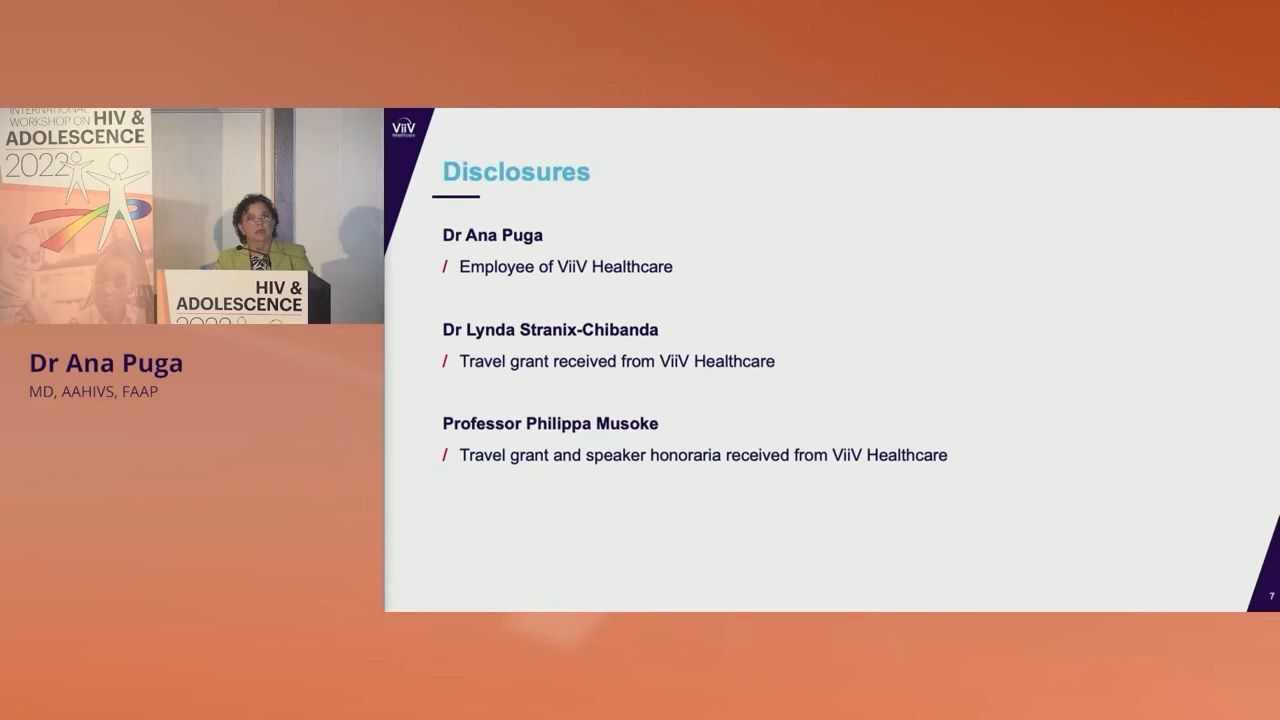 INTERNATIONAL
WORKSHOP ON HIV &
ADOLESCENCE
2022
HIV &
ADOLESCENCE
2022
Dr Ana Puga
MD, AAHIVS, FAAP
ViiV
Healthcare
Disclosures
Dr Ana Puga
/ Employee of ViiV Healthcare
Dr Lynda Stranix-Chibanda
/ Travel grant received from ViiV Healthcare
Professor Philippa Musoke
/ Travel grant and speaker honoraria received from ViiV Healthcare
7